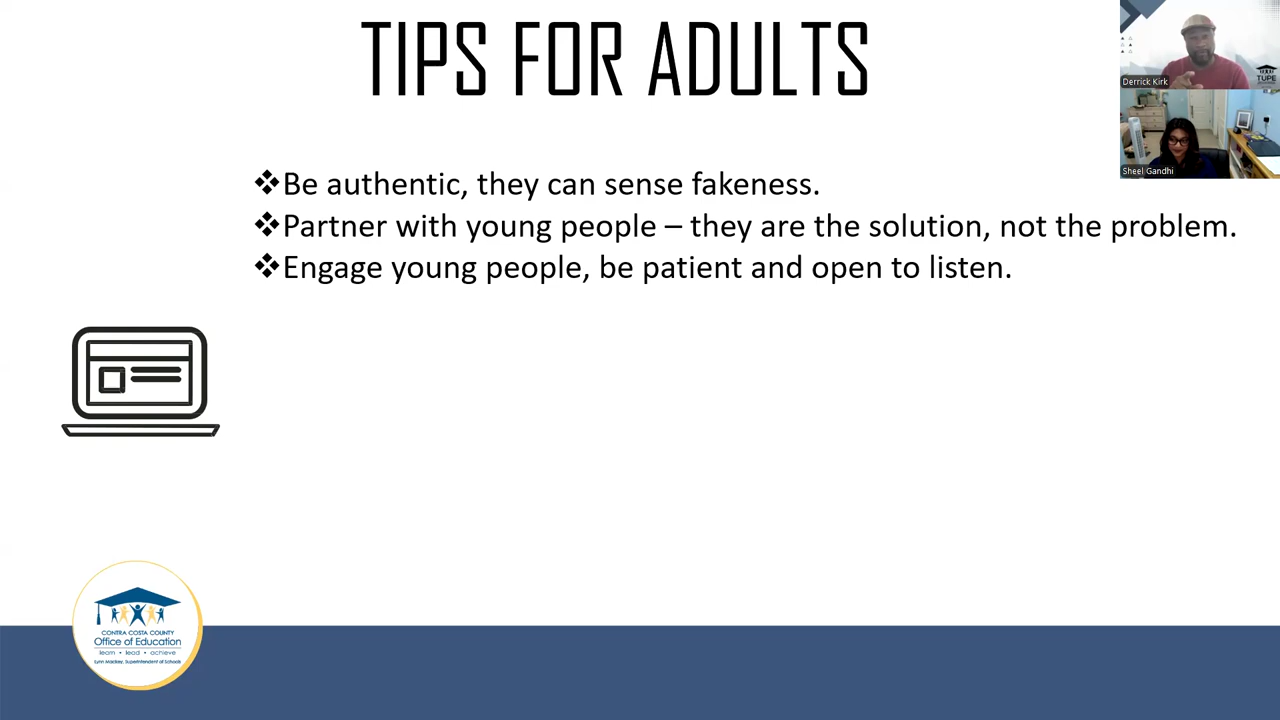 TIPS FOR ADULTS
❖Be authentic, they can sense fakeness.
❖Partner with young people – they are the solution, not the problem.
❖Engage young people, be patient and open to listen.
Derrick Kirk
TUPE
Sheel Gandhi
CONTRA COSTA COUNTY
Office of Education
learn • lead • achieve
Lynn Mackey, Superintendent of Schools